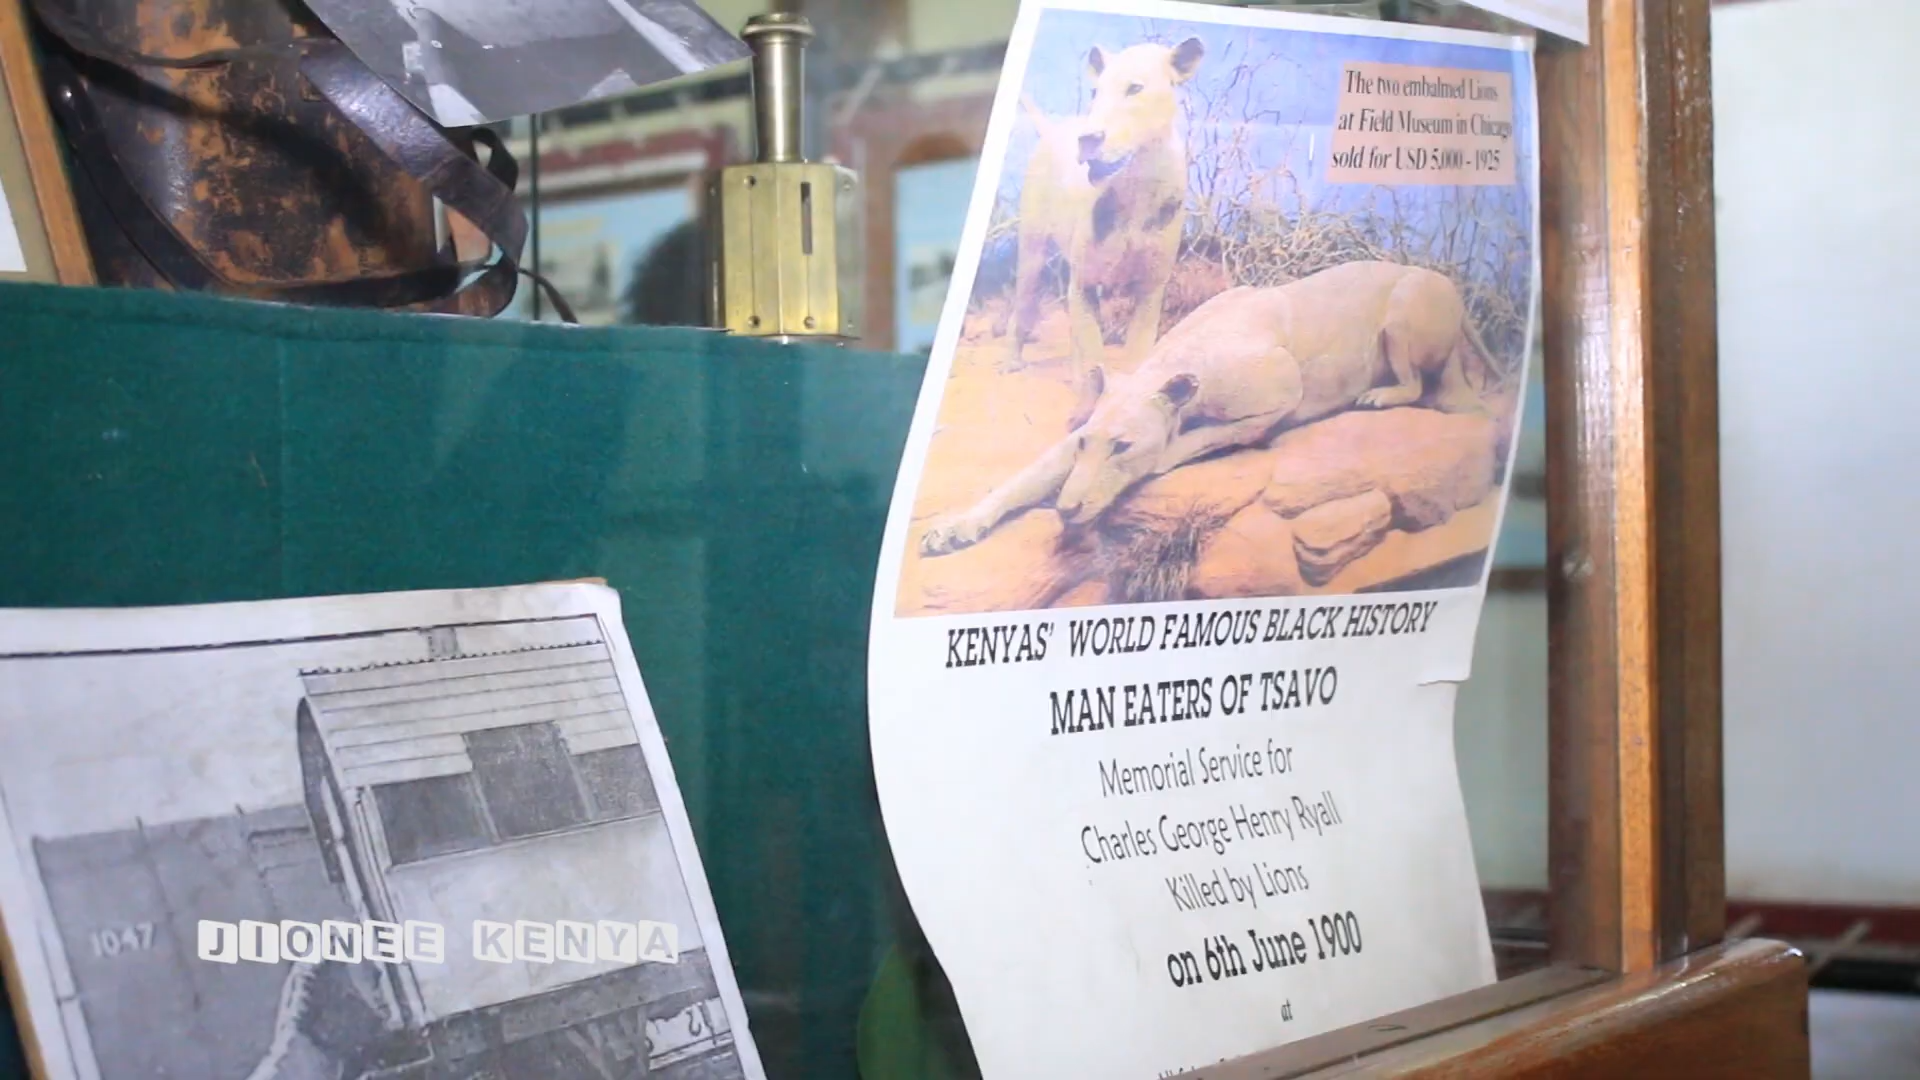 The two embalmed Lions
at Field Museum in Chicago
sold for USD 5,000 - 1925
KENYAS' WORLD FAMOUS BLACK HISTORY
MAN EATERS OF TSAVO
Memorial Service for
Charles George Henry Ryall
Killed by Lions
on 6th June 1900
at
1047
JIONEE KENYA